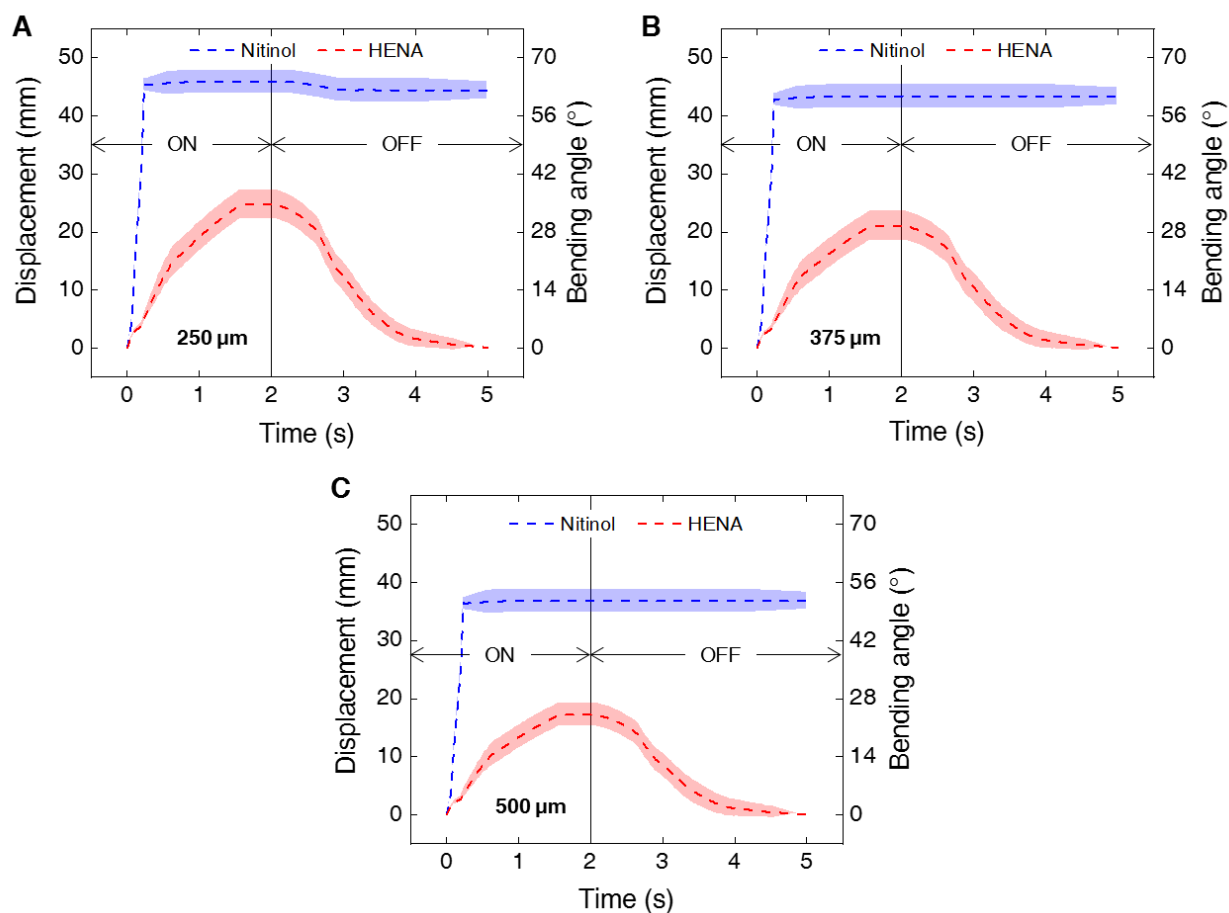 A
Nitinol HENA
Displacement (mm)
50
40
30
20
10
0
ON OFF
250 µm
70
56
42
28
14
0
Bending angle (°)
0 1 2 3 4 5
Time (s)
B
Nitinol HENA
Displacement (mm)
50
40
30
20
10
0
ON OFF
375 µm
70
56
42
28
14
0
Bending angle (°)
0 1 2 3 4 5
Time (s)
C
Nitinol HENA
Displacement (mm)
50
40
30
20
10
0
ON OFF
500 µm
70
56
42
28
14
0
Bending angle (°)
0 1 2 3 4 5
Time (s)